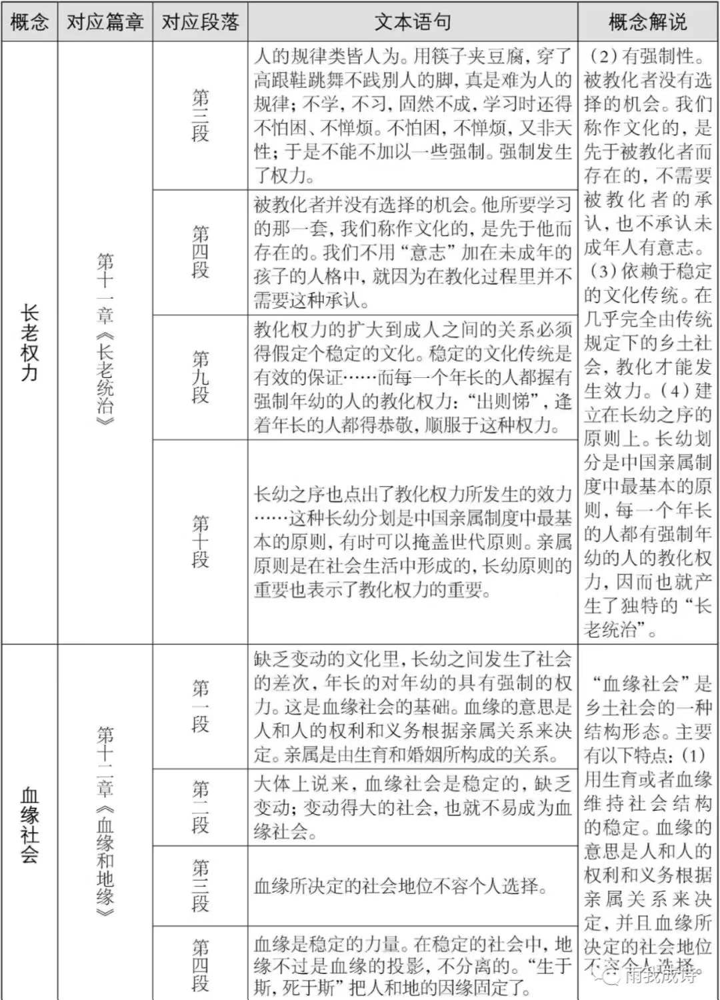 概念 对应篇章 对应段落 文本语句 概念解说
长老权力
第十一章《长老统治》
第三段
人的规律类皆人为。用筷子夹豆腐，穿了
高跟鞋跳舞不践别人的脚，真是难为人的
规律；不学，不习，固然不成，学习时还得
不怕困、不惮烦。不怕困，不惮烦，又非天
性；于是不能不加以一些强制。强制发生
了权力。
第四段
被教化者并没有选择的机会。他所要学习
的那一套，我们称作文化的，是先于他而
存在的。我们不用“意志”加在未成年的
孩子的人格中，就因为在教化过程里并不
需要这种承认。
第九段
教化权力的扩大到成人之间的关系必须
得假定个稳定的文化。稳定的文化传统是
有效的保证……而每一个年长的人都握有
强制年幼的人的教化权力：“出则悌”，逢
着年长的人都得恭敬，顺服于这种权力。
第十段
长幼之序也点出了教化权力所发生的效力
……这种长幼分划是中国亲属制度中最基
本的原则，有时可以掩盖世代原则。亲属
原则是在社会生活中形成的，长幼原则的
重要也表示了教化权力的重要。
（2）有强制性。
被教化者没有选
择的机会。我们
称作文化的，是
先于被教化者而
存在的，不需要
被教化者的承
认，也不承认未
成年人有意志。
（3）依赖于稳定
的文化传统。在
几乎完全由传统
规定下的乡土社
会，教化才能发
生效力。（4）建
立在长幼之序的
原则上。长幼划
分是中国亲属制
度中最基本的原
则，每一个年长
的人都有强制年
幼的人的教化权
力，因而也就产
生了独特的“长
老统治”。
血缘社会
第十二章《血缘和地缘》
第一段
缺乏变动的文化里，长幼之间发生了社会
的差次，年长的对年幼的具有强制的权
力。这是血缘社会的基础。血缘的意思是
人和人的权利和义务根据亲属关系来决
定。亲属是由生育和婚姻所构成的关系。
第二段
大体上说来，血缘社会是稳定的，缺乏
变动；变动得大的社会，也就不易成为血
缘社会。
第三段
血缘所决定的社会地位不容个人选择。
第四段
血缘是稳定的力量。在稳定的社会中，地
缘不过是血缘的投影，不分离的。“生于
斯，死于斯”把人和地的因缘固定了。
“血缘社会”是
乡土社会的一种
结构形态。主要
有以下特点：（1）
用生育或者血缘
维持社会结构
的稳定。血缘的
意思是人和人的
权利和义务根据
亲属关系来决
定，并且血缘所
决定的社会地位
不容个人选择。
雨我成诗